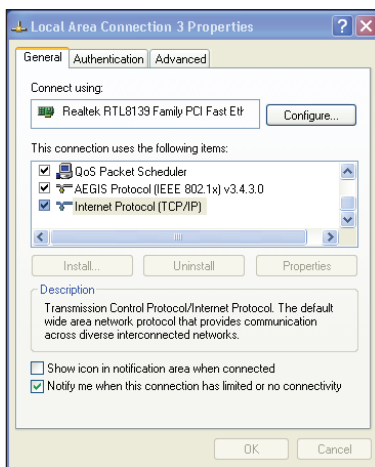 Local Area Connection 3 Properties
General Authentication Advanced
Connect using:
Realtek RTL8139 Family PCI Fast Eth
Configure...
This connection uses the following items:
QoS Packet Scheduler
AEGIS Protocol (IEEE 802.1x) v3.4.3.0
Internet Protocol (TCP/IP)
Install... Uninstall Properties
Description
Transmission Control Protocol/Internet Protocol. The default
wide area network protocol that provides communication
across diverse interconnected networks.
Show icon in notification area when connected
Notify me when this connection has limited or no connectivity
OK Cancel